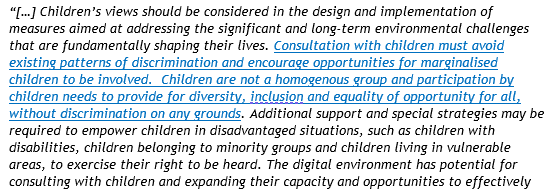 “[…] Children’s views should be considered in the design and implementation of
measures aimed at addressing the significant and long-term environmental challenges
that are fundamentally shaping their lives. Consultation with children must avoid
existing patterns of discrimination and encourage opportunities for marginalised
children to be involved.  Children are not a homogenous group and participation by
children needs to provide for diversity, inclusion and equality of opportunity for all,
without discrimination on any grounds. Additional support and special strategies may be
required to empower children in disadvantaged situations, such as children with
disabilities, children belonging to minority groups and children living in vulnerable
areas, to exercise their right to be heard. The digital environment has potential for
consulting with children and expanding their capacity and opportunities to effectively